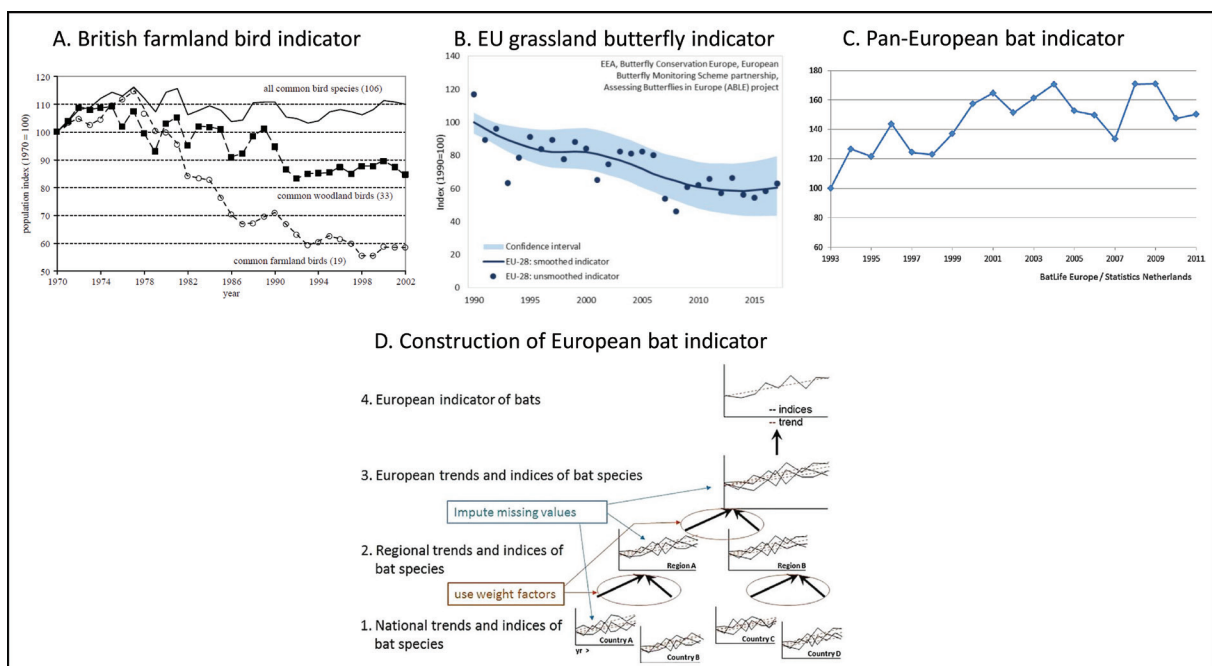 A. British farmland bird indicator
120
110
100
90
80
70
60
50
population index (1970 = 100)
all common bird species (106)
common woodland birds (33)
common farmland birds (19)
1970 1974 1978 1982 1986 1990 1994 1998 2002
year
B. EU grassland butterfly indicator
140
120
100
80
60
40
20
0
Index (1990=100)
EEA, Butterfly Conservation Europe, European
Butterfly Monitoring Scheme partnership,
Assessing Butterflies in Europe (ABLE) project
Confidence interval
EU-28: smoothed indicator
EU-28: unsmoothed indicator
1990 1995 2000 2005 2010 2015
C. Pan-European bat indicator
180
160
140
120
100
80
60
1993 1995 1997 1999 2001 2003 2005 2007 2009 2011
BatLife Europe / Statistics Netherlands
D. Construction of European bat indicator
4. European indicator of bats
-- indices
-- trend
3. European trends and indices of bat species
Impute missing values
2. Regional trends and indices of
bat species
Region A
Region B
use weight factors
1. National trends and indices of
bat species
Country A
yr >
Country B
Country C
Country D